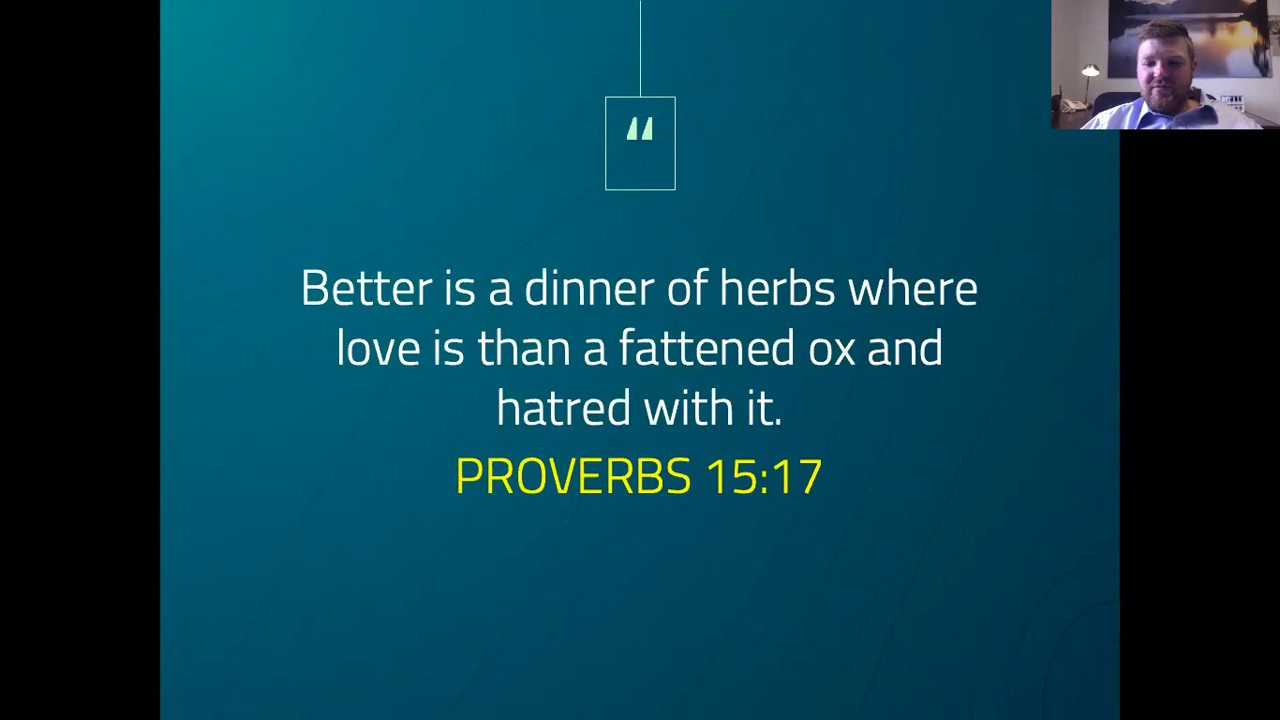 “
Better is a dinner of herbs where
love is than a fattened ox and
hatred with it.
PROVERBS 15:17